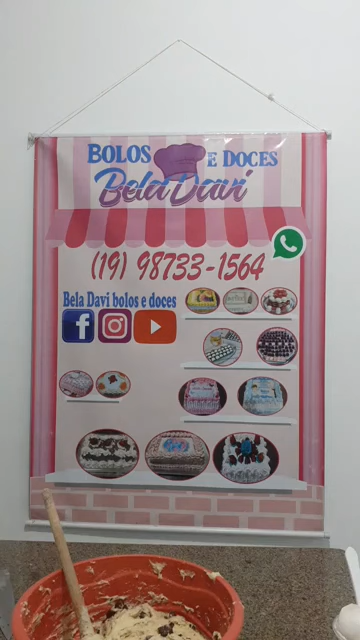 BOLOS E DOCES
Bela Davi
(19) 98733-1564
Bela Davi bolos e doces